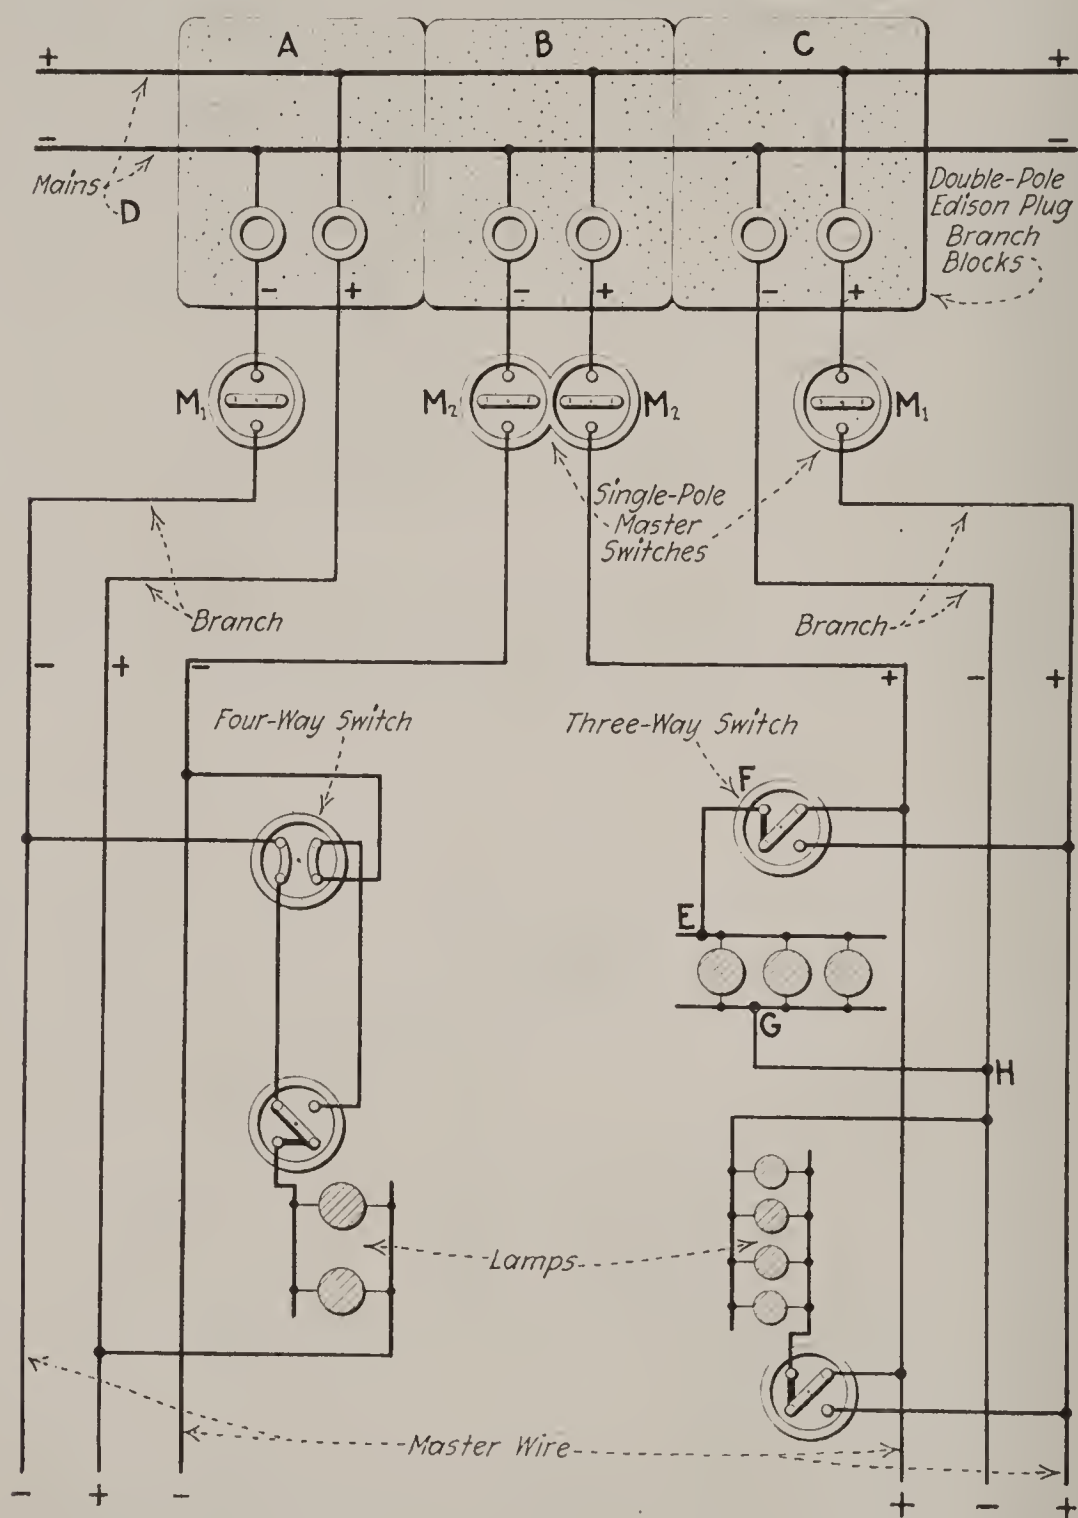 A
B
C
+
+
-
-
Mains
D
Double-Pole
Edison Plug
Branch
Blocks
-
+
-
+
-
+
M₁
M₂
M₂
M₁
Single-Pole
Master
Switches
Branch
Branch
-
+
-
+
-
+
Four-Way Switch
Three-Way Switch
F
E
G
H
Lamps
Master Wire
-
+
-
+
-
+